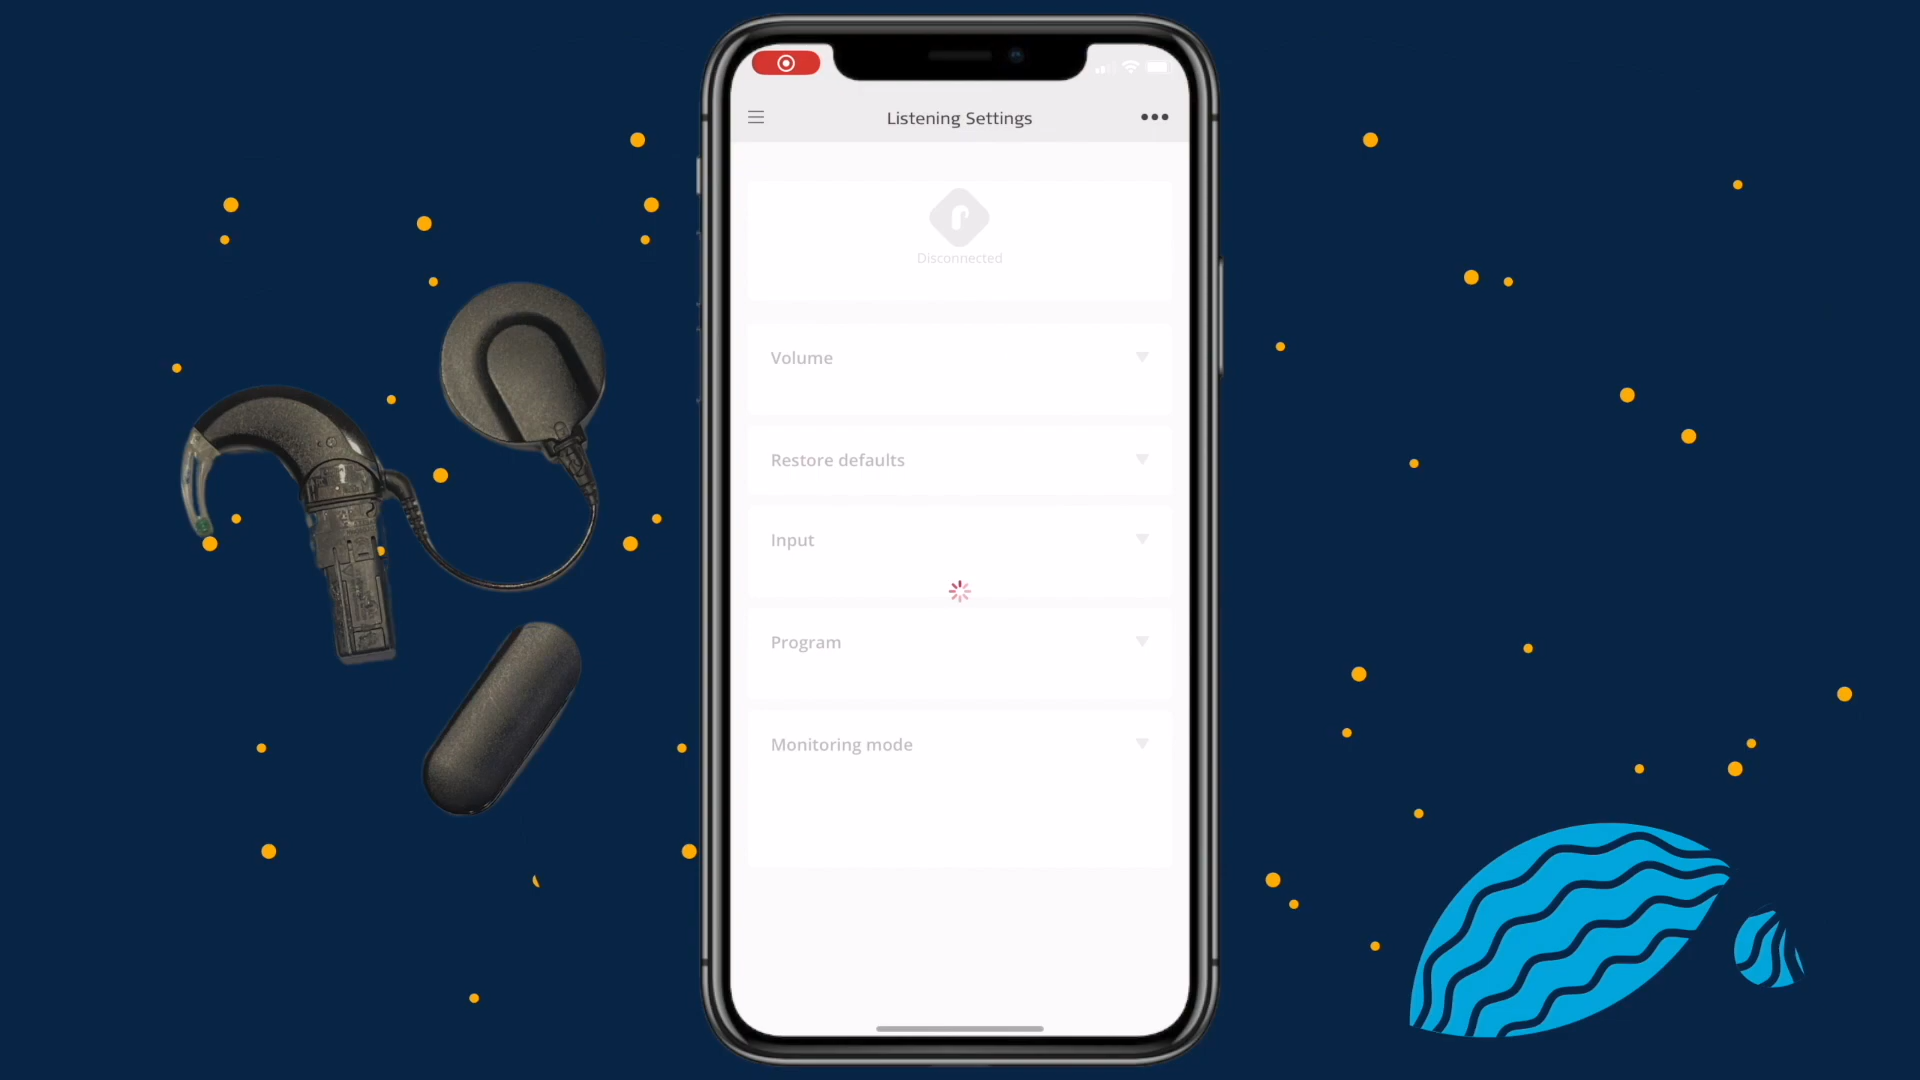 Listening Settings
Disconnected
Volume
Restore defaults
Input
Program
Monitoring mode